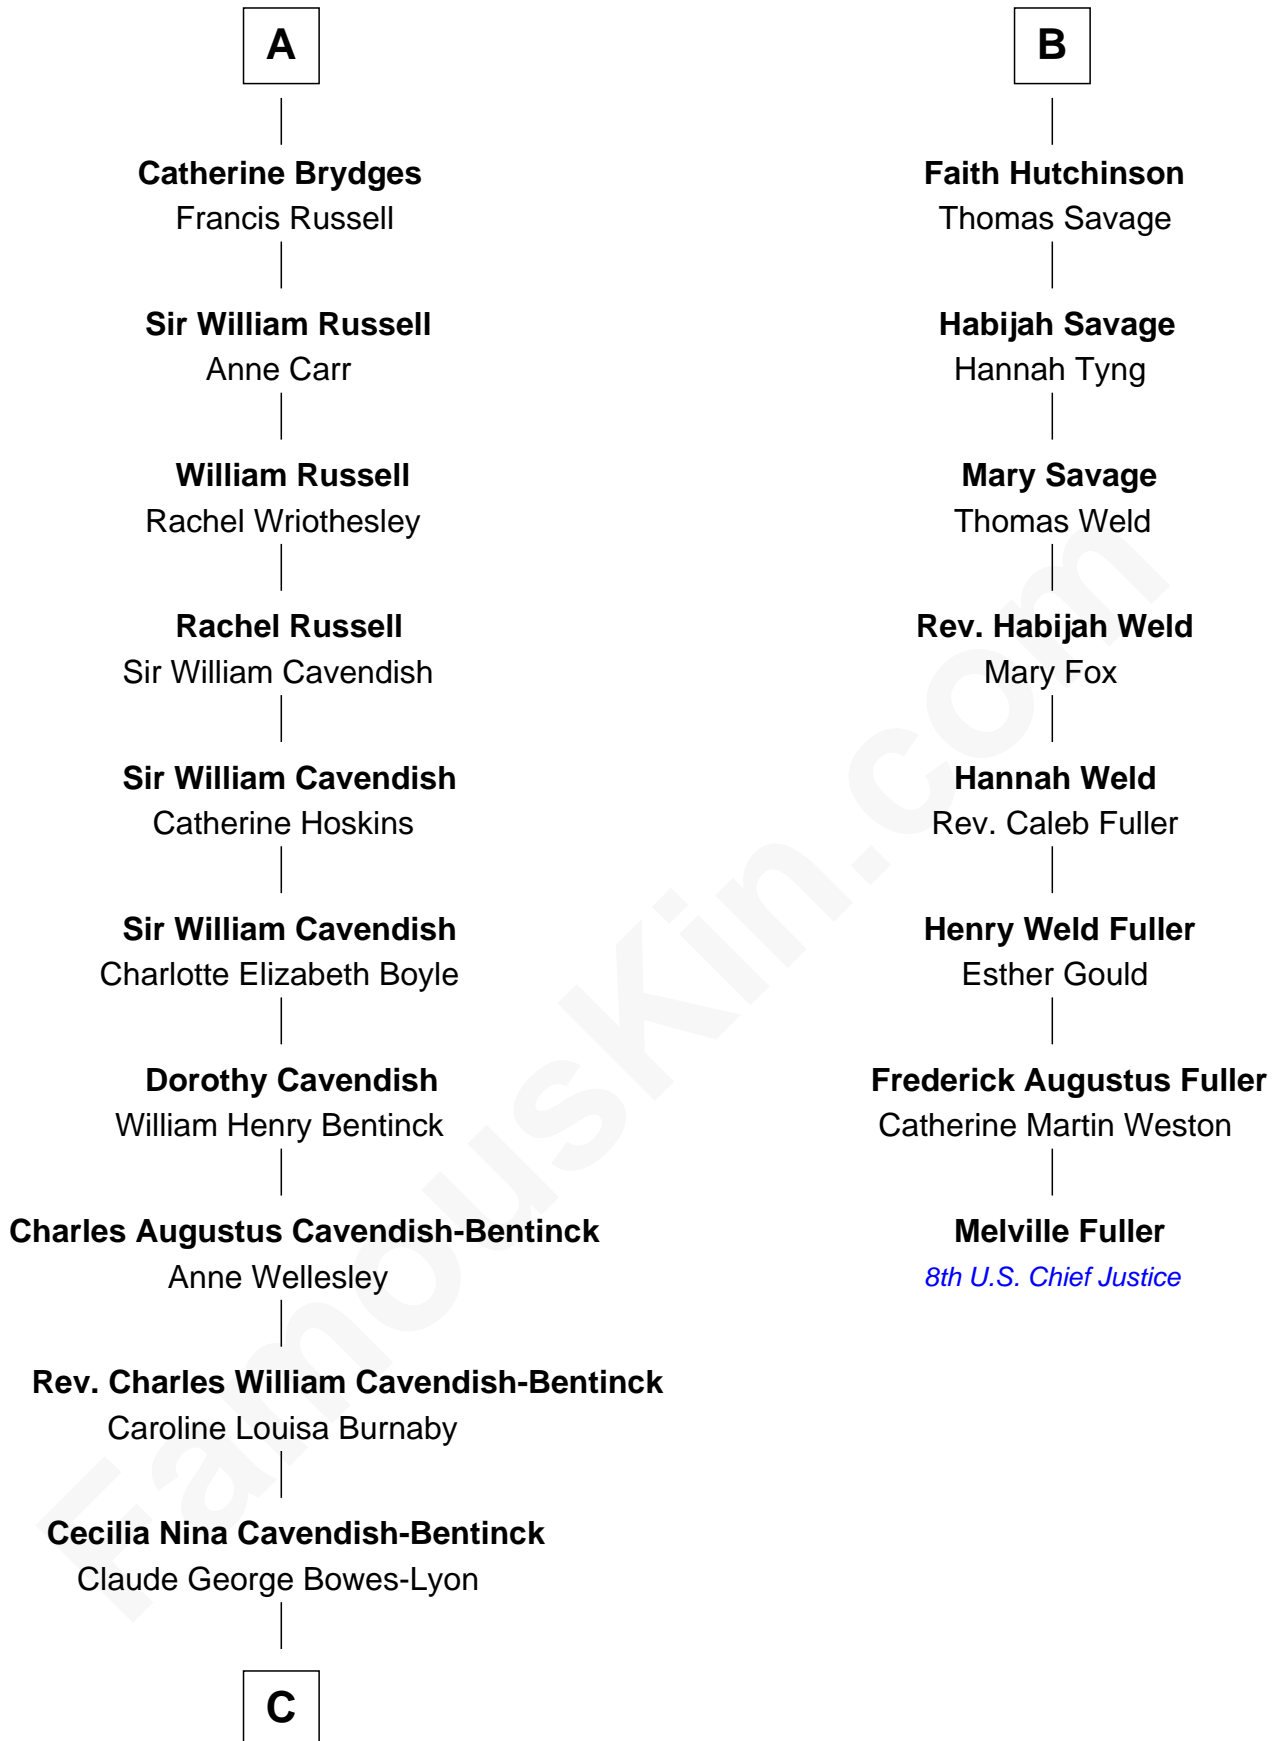 A
Catherine Brydges
Francis Russell
Sir William Russell
Anne Carr
William Russell
Rachel Wriothesley
Rachel Russell
Sir William Cavendish
Sir William Cavendish
Catherine Hoskins
Sir William Cavendish
Charlotte Elizabeth Boyle
Dorothy Cavendish
William Henry Bentinck
Charles Augustus Cavendish-Bentinck
Anne Wellesley
Rev. Charles William Cavendish-Bentinck
Caroline Louisa Burnaby
Cecilia Nina Cavendish-Bentinck
Claude George Bowes-Lyon
C
B
Faith Hutchinson
Thomas Savage
Habijah Savage
Hannah Tyng
Mary Savage
Thomas Weld
Rev. Habijah Weld
Mary Fox
Hannah Weld
Rev. Caleb Fuller
Henry Weld Fuller
Esther Gould
Frederick Augustus Fuller
Catherine Martin Weston
Melville Fuller
8th U.S. Chief Justice
FamousKin.com